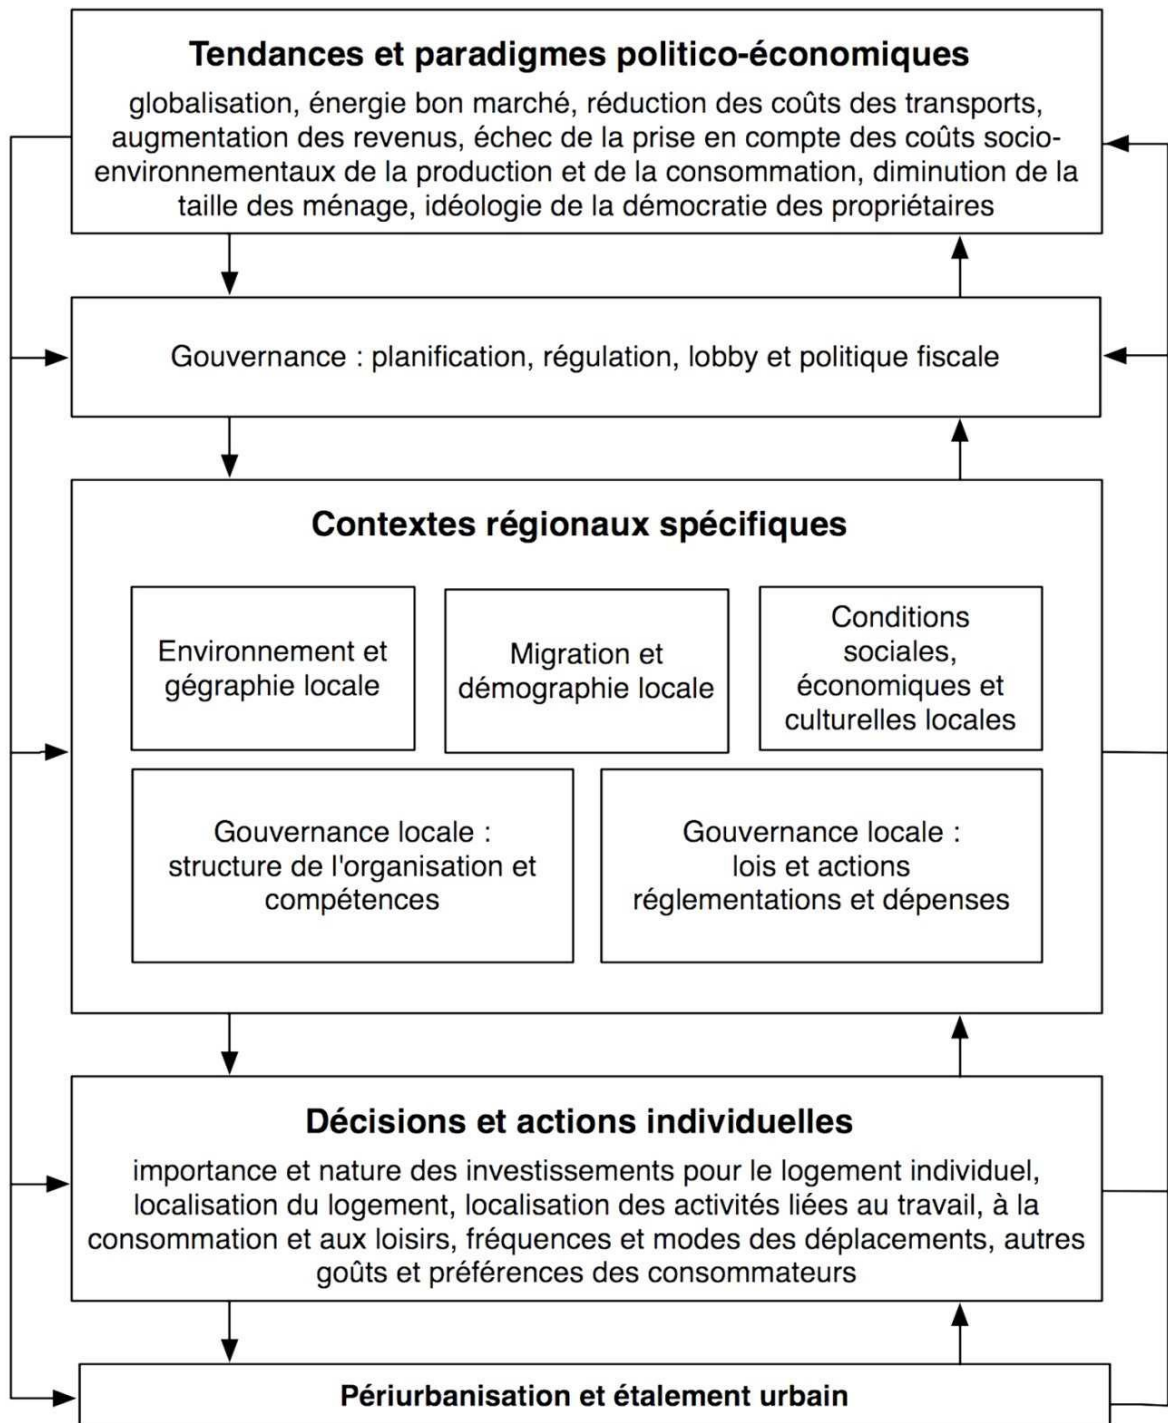 Tendances et paradigmes politico-économiques
globalisation, énergie bon marché, réduction des coûts des transports,
augmentation des revenus, échec de la prise en compte des coûts socio-
environnementaux de la production et de la consommation, diminution de la
taille des ménage, idéologie de la démocratie des propriétaires
Gouvernance : planification, régulation, lobby et politique fiscale
Contextes régionaux spécifiques
Environnement et
gégraphie locale
Migration et
démographie locale
Conditions
sociales,
économiques et
culturelles locales
Gouvernance locale :
structure de l'organisation et
compétences
Gouvernance locale :
lois et actions
réglementations et dépenses
Décisions et actions individuelles
importance et nature des investissements pour le logement individuel,
localisation du logement, localisation des activités liées au travail, à la
consommation et aux loisirs, fréquences et modes des déplacements, autres
goûts et préférences des consommateurs
Périurbanisation et étalement urbain